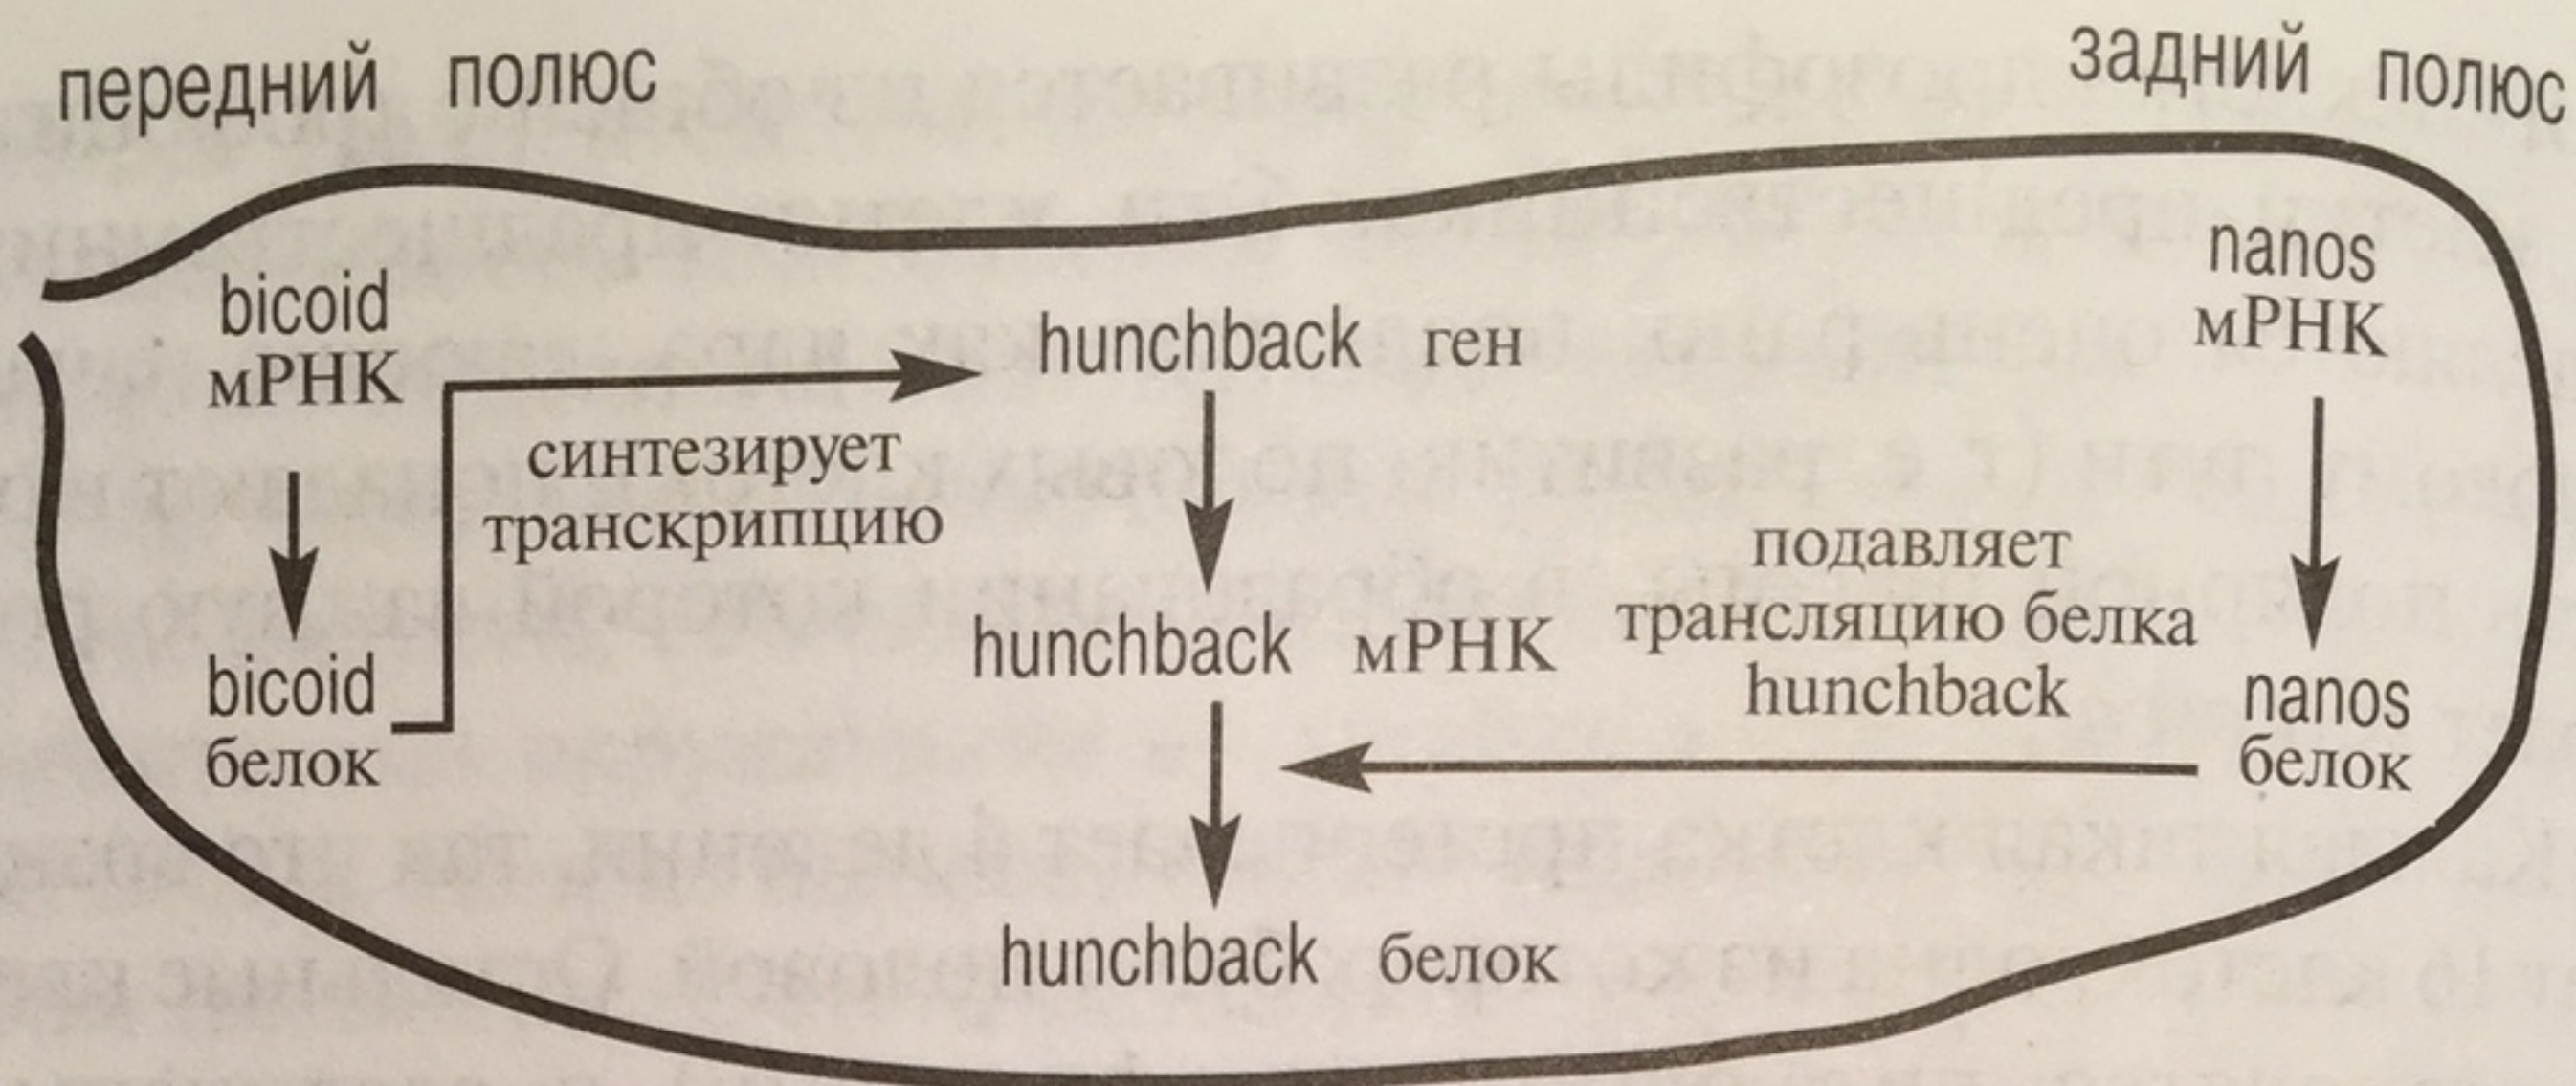 передний полюс
задний полюс
bicoid
мРНК
bicoid
белок
синтезирует
транскрипцию
hunchback ген
hunchback мРНК
hunchback белок
подавляет
трансляцию белка
hunchback
nanos
мРНК
nanos
белок